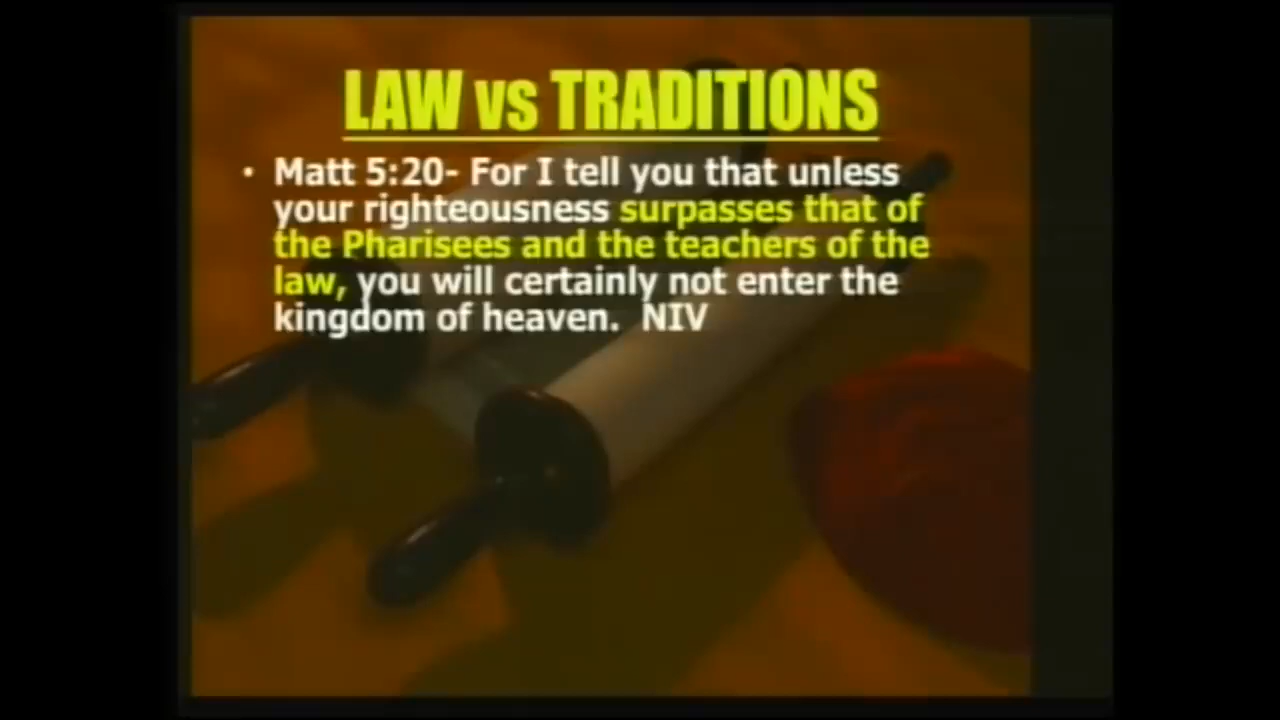 LAW vs TRADITIONS
• Matt 5:20- For I tell you that unless
your righteousness surpasses that of
the Pharisees and the teachers of the
law, you will certainly not enter the
kingdom of heaven.  NIV